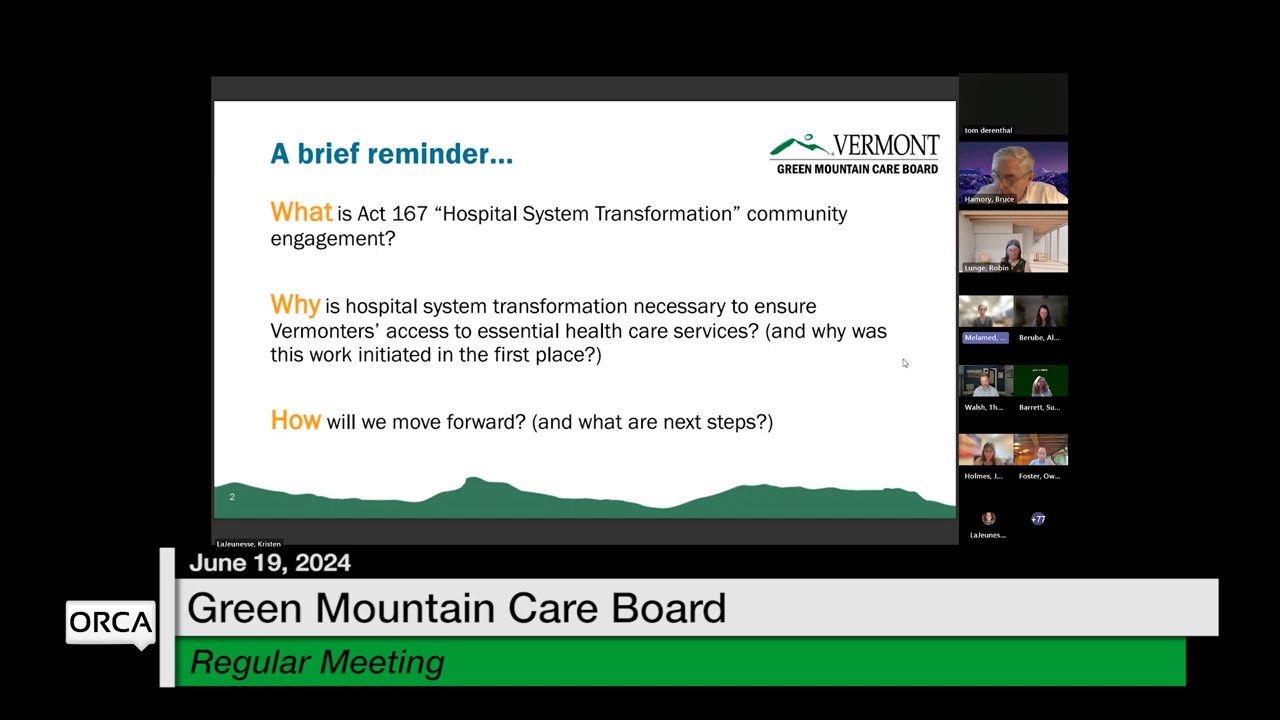 A brief reminder...
VERMONT
GREEN MOUNTAIN CARE BOARD
What is Act 167 “Hospital System Transformation” community
engagement?
Why is hospital system transformation necessary to ensure
Vermonters’ access to essential health care services? (and why was
this work initiated in the first place?)
How will we move forward? (and what are next steps?)
2
tom derenthal
Hamory, Bruce
Lunge, Robin
Melamed, ...
Berube, Al...
Walsh, Th...
Barrett, Su...
Holmes, J...
Foster, Ow...
LaJeunes...
+77
LaJeunesse, Kristen
June 19, 2024
ORCA
Green Mountain Care Board
Regular Meeting